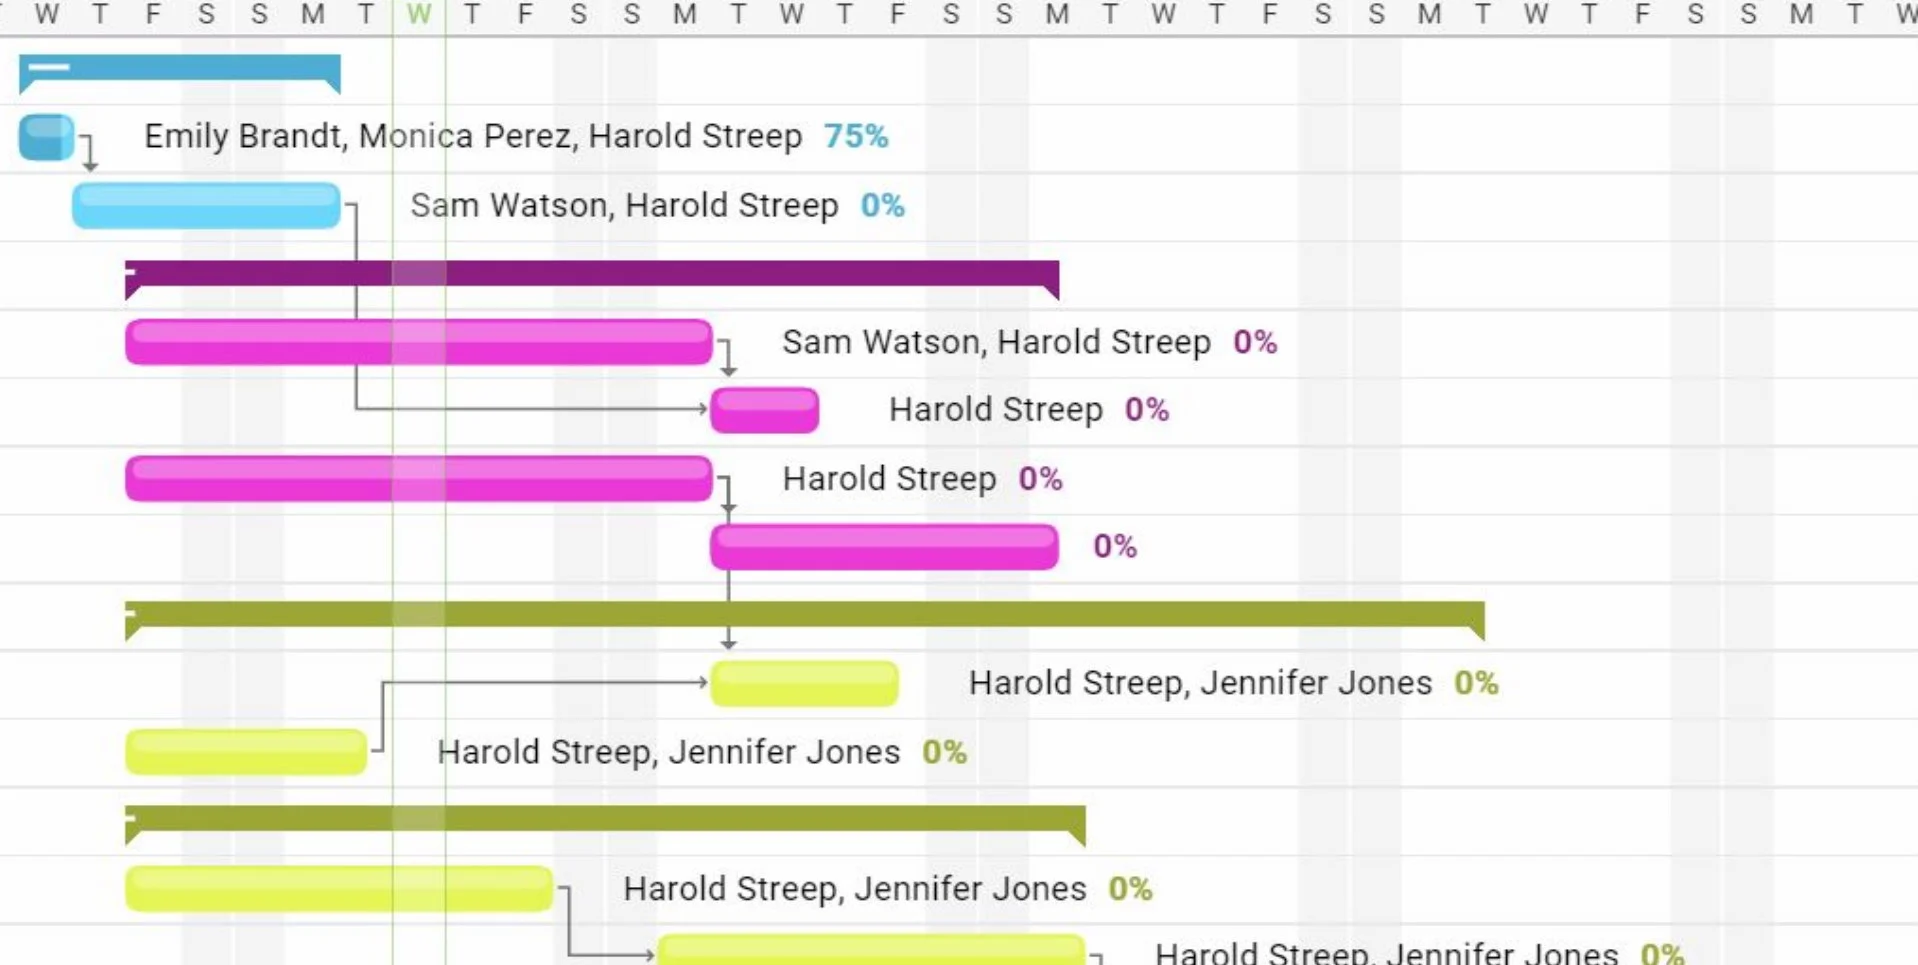 W T F S S M T W T F S S M T W T F S S M T W T F S S M T W T F S S M T W
Emily Brandt, Monica Perez, Harold Streep 75%
Sam Watson, Harold Streep 0%
Sam Watson, Harold Streep 0%
Harold Streep 0%
Harold Streep 0%
0%
Harold Streep, Jennifer Jones 0%
Harold Streep, Jennifer Jones 0%
Harold Streep, Jennifer Jones 0%
Harold Streep, Jennifer Jones 0%